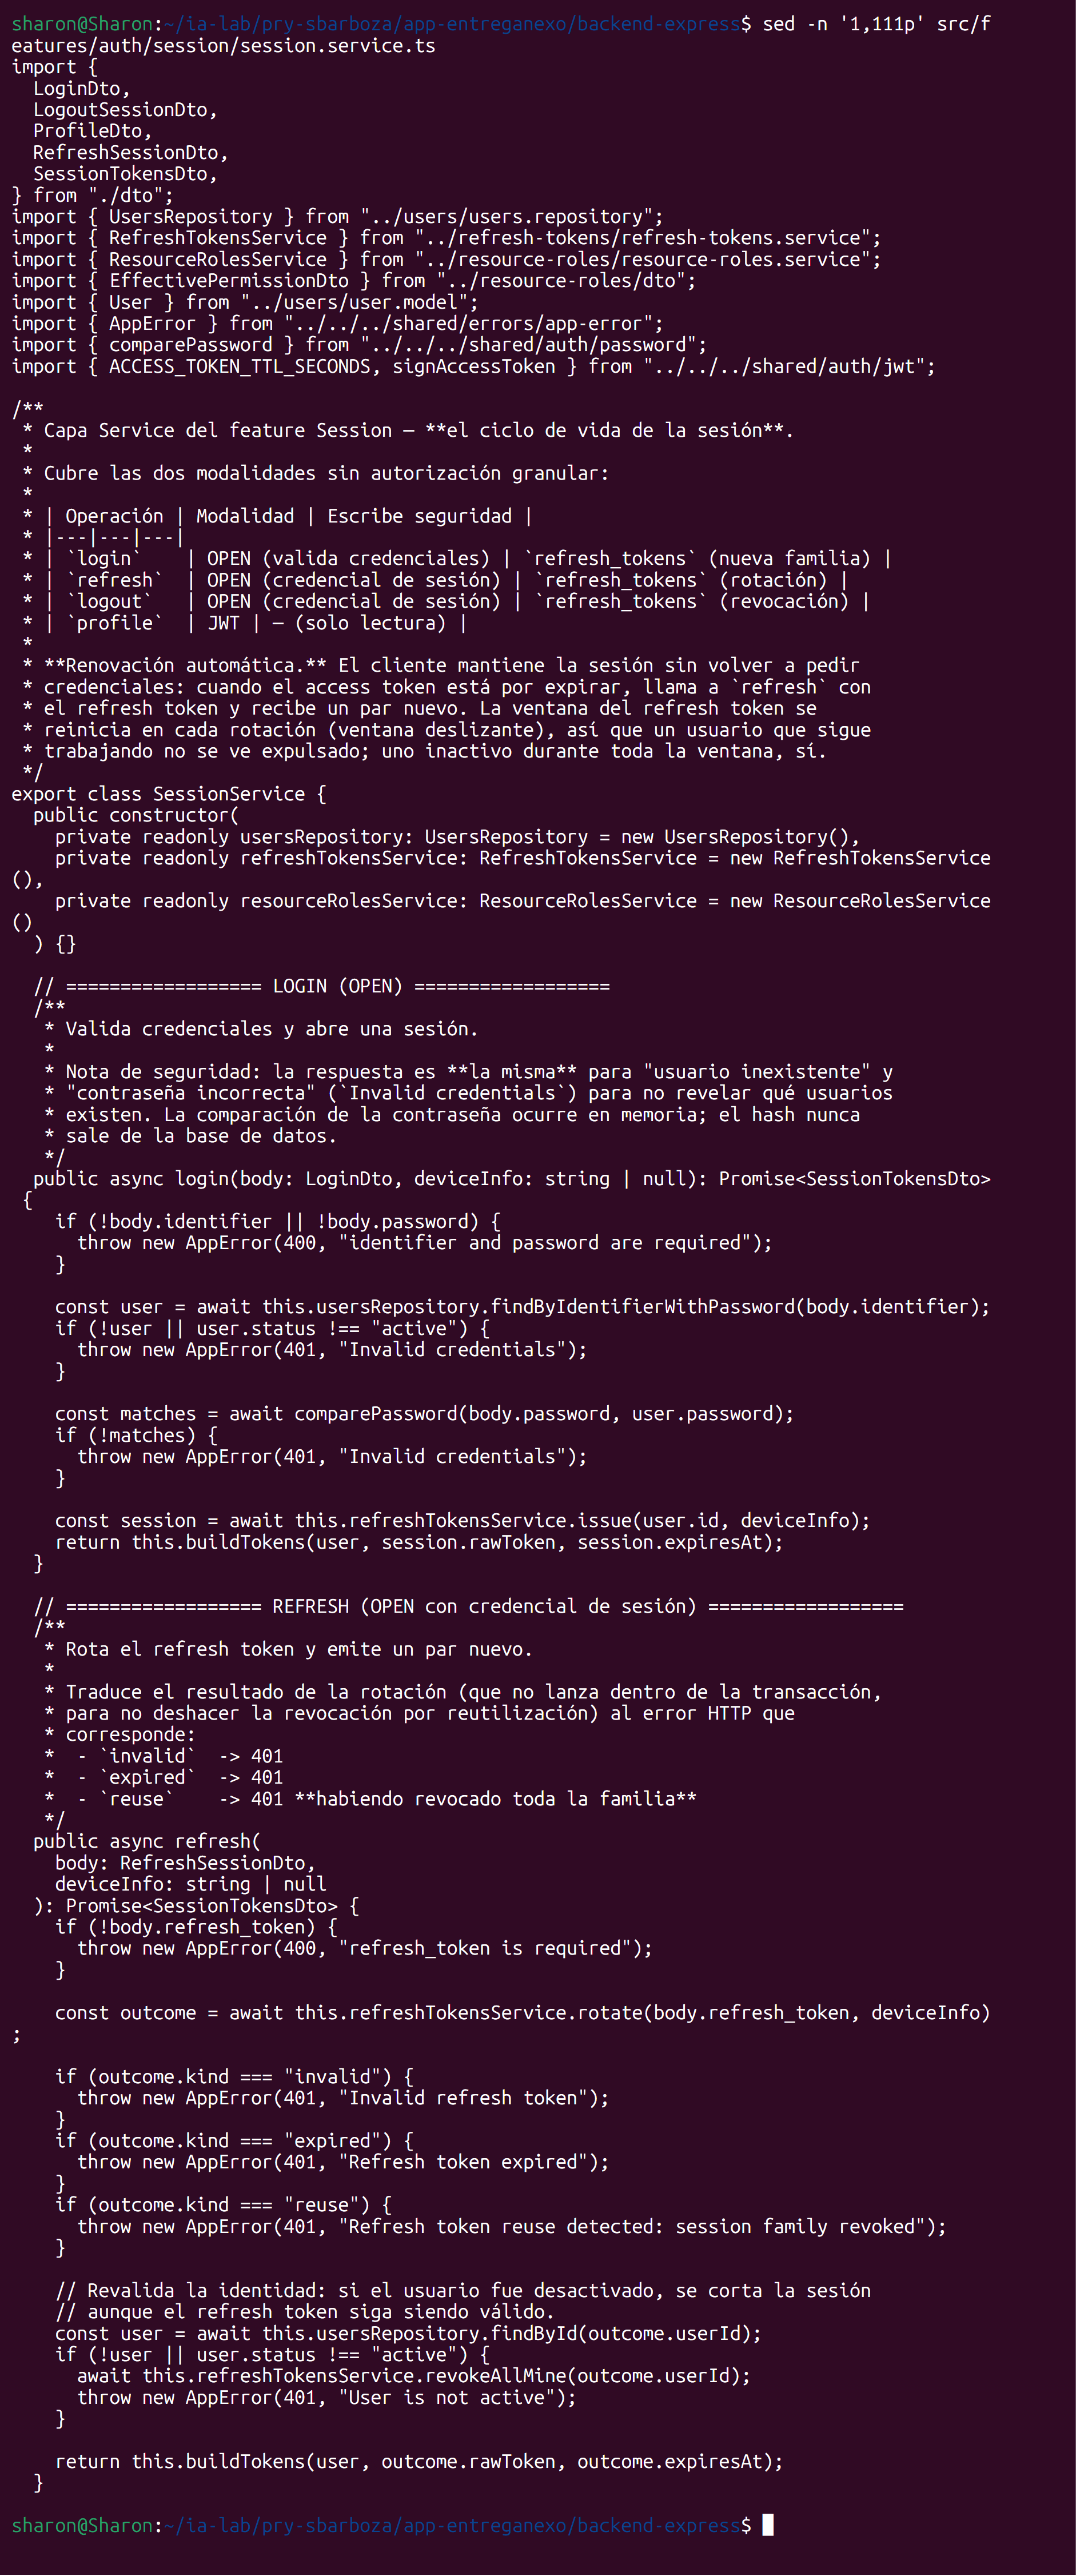 sharon@Sharon:~/ia-lab/pry-sbarboza/app-entreganexo/backend-express$ sed -n '1,111p' src/f
eatures/auth/session/session.service.ts
import {
  LoginDto,
  LogoutSessionDto,
  ProfileDto,
  RefreshSessionDto,
  SessionTokensDto,
} from "./dto";
import { UsersRepository } from "../users/users.repository";
import { RefreshTokensService } from "../refresh-tokens/refresh-tokens.service";
import { ResourceRolesService } from "../resource-roles/resource-roles.service";
import { EffectivePermissionDto } from "../resource-roles/dto";
import { User } from "../users/user.model";
import { AppError } from "../../../shared/errors/app-error";
import { comparePassword } from "../../../shared/auth/password";
import { ACCESS_TOKEN_TTL_SECONDS, signAccessToken } from "../../../shared/auth/jwt";

/**
 * Capa Service del feature Session — **el ciclo de vida de la sesión**.
 *
 * Cubre las dos modalidades sin autorización granular:
 *
 * | Operación | Modalidad | Escribe seguridad |
 * |---|---|---|
 * | `login`    | OPEN (valida credenciales) | `refresh_tokens` (nueva familia) |
 * | `refresh`  | OPEN (credencial de sesión) | `refresh_tokens` (rotación) |
 * | `logout`   | OPEN (credencial de sesión) | `refresh_tokens` (revocación) |
 * | `profile`  | JWT | — (solo lectura) |
 *
 * **Renovación automática.** El cliente mantiene la sesión sin volver a pedir
 * credenciales: cuando el access token está por expirar, llama a `refresh` con
 * el refresh token y recibe un par nuevo. La ventana del refresh token se
 * reinicia en cada rotación (ventana deslizante), así que un usuario que sigue
 * trabajando no se ve expulsado; uno inactivo durante toda la ventana, sí.
 */
export class SessionService {
  public constructor(
    private readonly usersRepository: UsersRepository = new UsersRepository(),
    private readonly refreshTokensService: RefreshTokensService = new RefreshTokensService
(),
    private readonly resourceRolesService: ResourceRolesService = new ResourceRolesService
()
  ) {}

  // ================== LOGIN (OPEN) ==================
  /**
   * Valida credenciales y abre una sesión.
   *
   * Nota de seguridad: la respuesta es **la misma** para "usuario inexistente" y
   * "contraseña incorrecta" (`Invalid credentials`) para no revelar qué usuarios
   * existen. La comparación de la contraseña ocurre en memoria; el hash nunca
   * sale de la base de datos.
   */
  public async login(body: LoginDto, deviceInfo: string | null): Promise<SessionTokensDto>
 {
    if (!body.identifier || !body.password) {
      throw new AppError(400, "identifier and password are required");
    }

    const user = await this.usersRepository.findByIdentifierWithPassword(body.identifier);
    if (!user || user.status !== "active") {
      throw new AppError(401, "Invalid credentials");
    }

    const matches = await comparePassword(body.password, user.password);
    if (!matches) {
      throw new AppError(401, "Invalid credentials");
    }

    const session = await this.refreshTokensService.issue(user.id, deviceInfo);
    return this.buildTokens(user, session.rawToken, session.expiresAt);
  }

  // ================== REFRESH (OPEN con credencial de sesión) ==================
  /**
   * Rota el refresh token y emite un par nuevo.
   *
   * Traduce el resultado de la rotación (que no lanza dentro de la transacción,
   * para no deshacer la revocación por reutilización) al error HTTP que
   * corresponde:
   *  - `invalid`  -> 401
   *  - `expired`  -> 401
   *  - `reuse`    -> 401 **habiendo revocado toda la familia**
   */
  public async refresh(
    body: RefreshSessionDto,
    deviceInfo: string | null
  ): Promise<SessionTokensDto> {
    if (!body.refresh_token) {
      throw new AppError(400, "refresh_token is required");
    }

    const outcome = await this.refreshTokensService.rotate(body.refresh_token, deviceInfo)
;

    if (outcome.kind === "invalid") {
      throw new AppError(401, "Invalid refresh token");
    }
    if (outcome.kind === "expired") {
      throw new AppError(401, "Refresh token expired");
    }
    if (outcome.kind === "reuse") {
      throw new AppError(401, "Refresh token reuse detected: session family revoked");
    }

    // Revalida la identidad: si el usuario fue desactivado, se corta la sesión
    // aunque el refresh token siga siendo válido.
    const user = await this.usersRepository.findById(outcome.userId);
    if (!user || user.status !== "active") {
      await this.refreshTokensService.revokeAllMine(outcome.userId);
      throw new AppError(401, "User is not active");
    }

    return this.buildTokens(user, outcome.rawToken, outcome.expiresAt);
  }

sharon@Sharon:~/ia-lab/pry-sbarboza/app-entreganexo/backend-express$